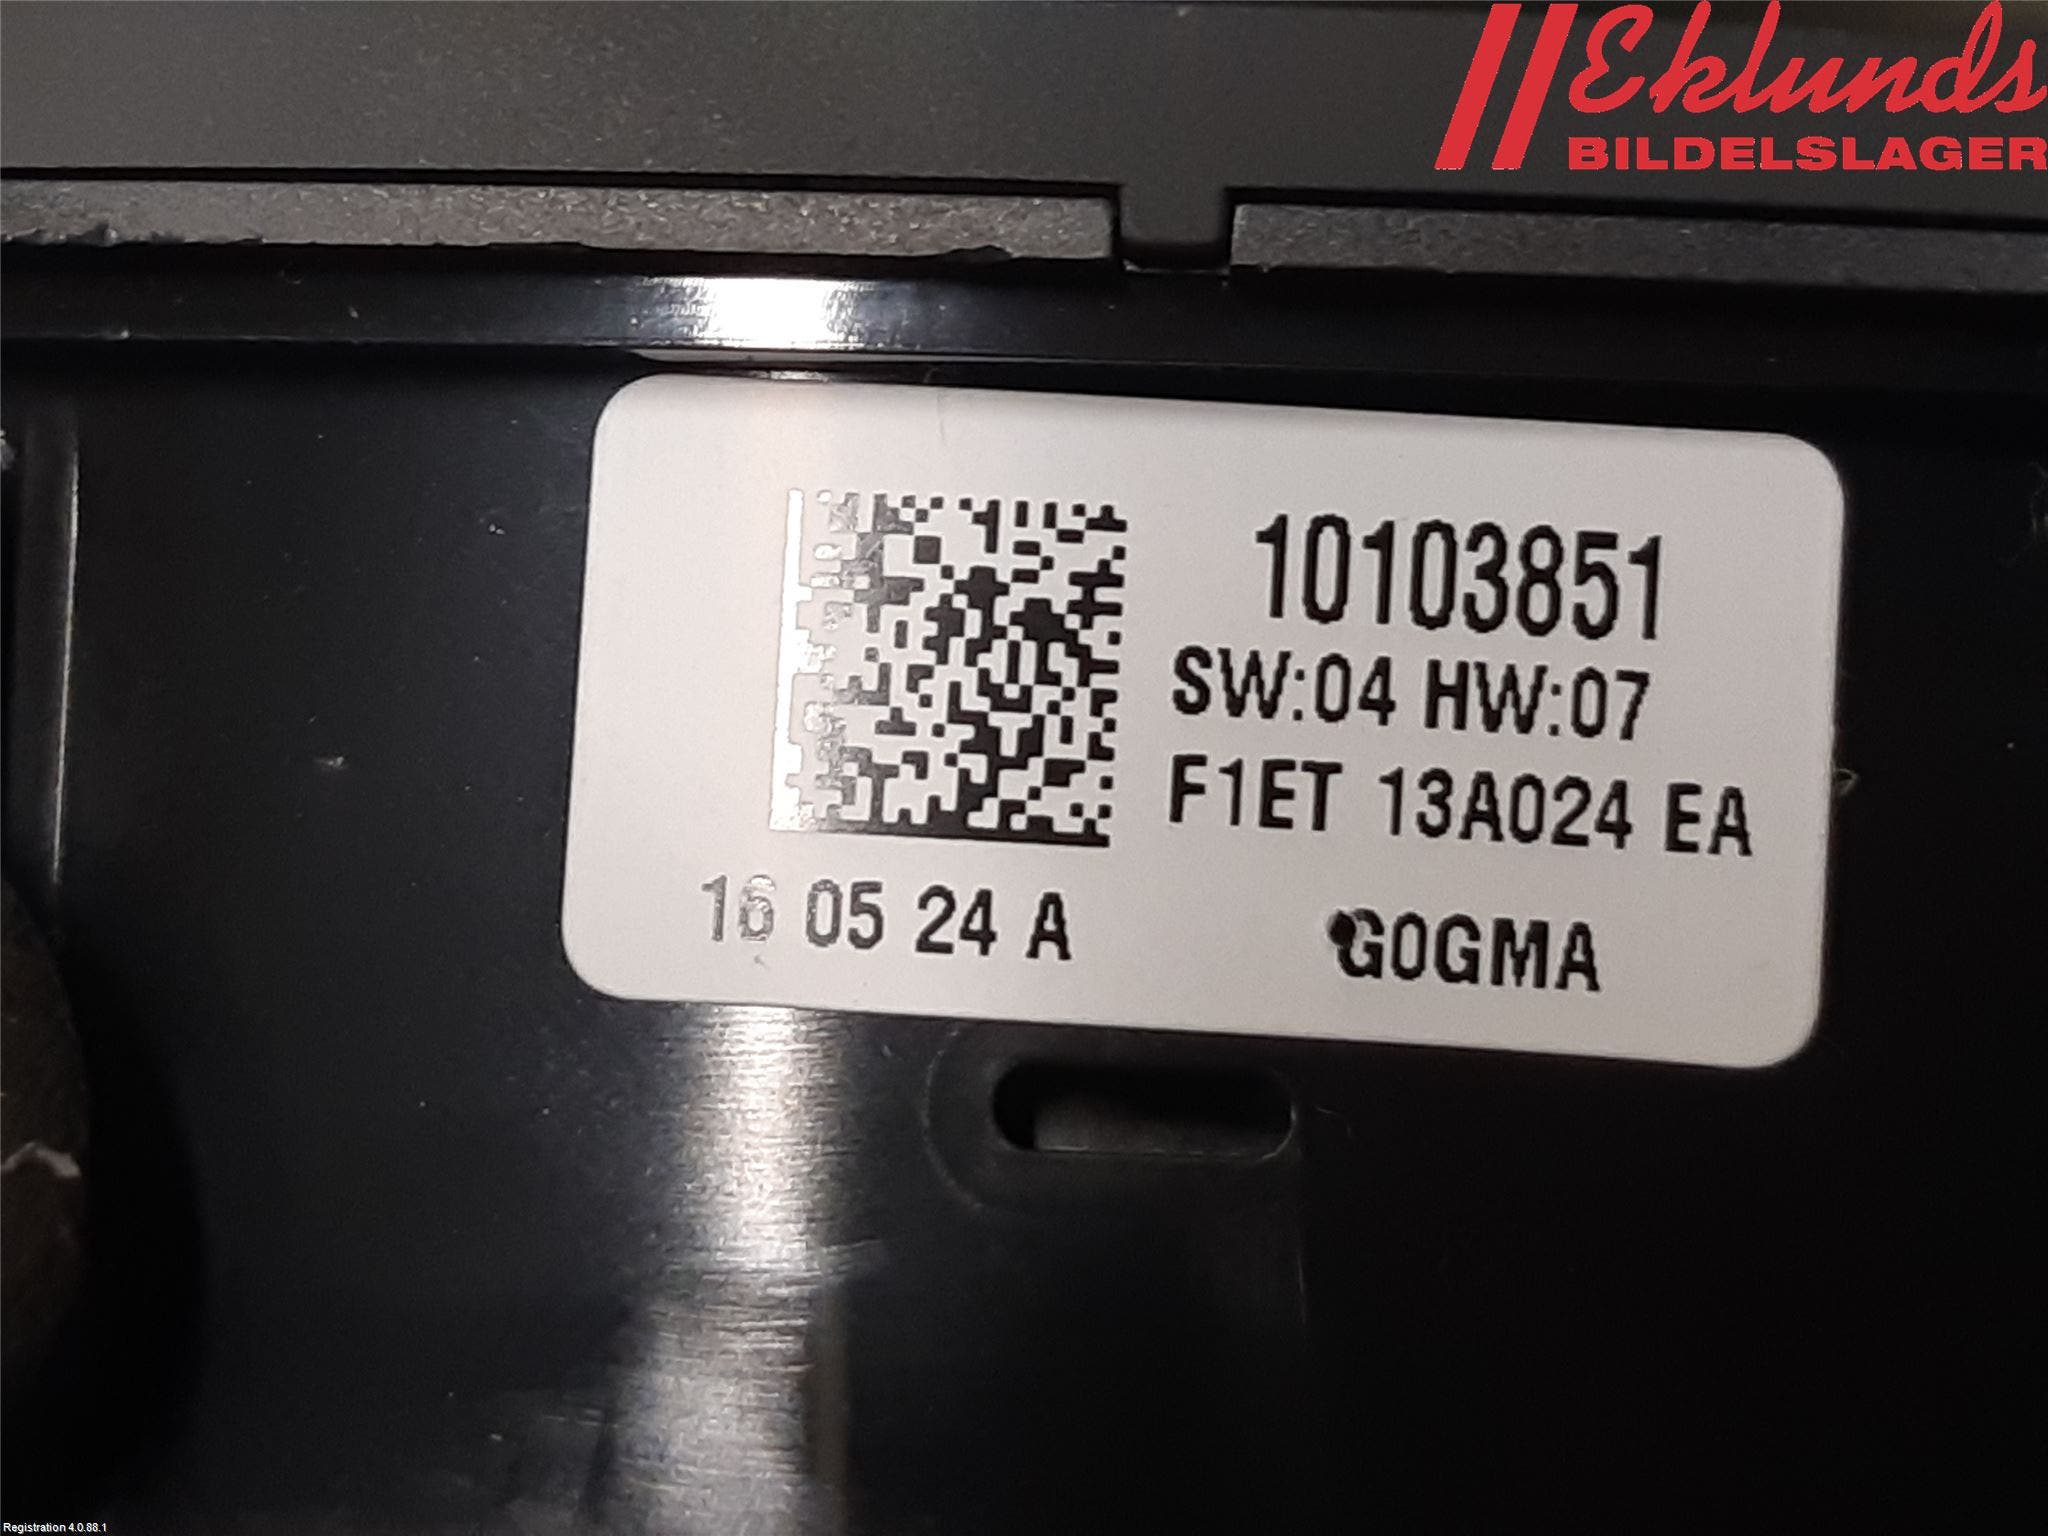 Eklunds
BILDELSLAGER
10103851
SW:04 HW:07
F1ET 13A024 EA
16 05 24 A
G0GMA
Registration 4.0.88.1